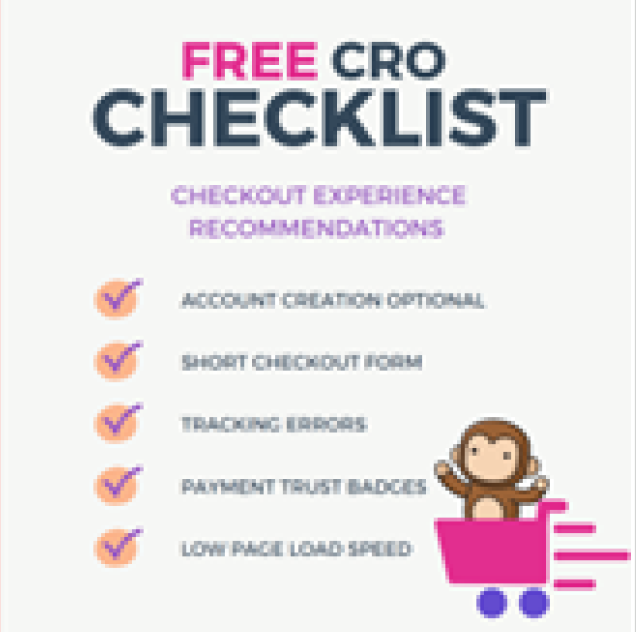 FREE CRO
CHECKLIST
CHECKOUT EXPERIENCE
RECOMMENDATIONS
ACCOUNT CREATION OPTIONAL
SHORT CHECKOUT FORM
TRACKING ERRORS
PAYMENT TRUST BADGES
LOW PAGE LOAD SPEED